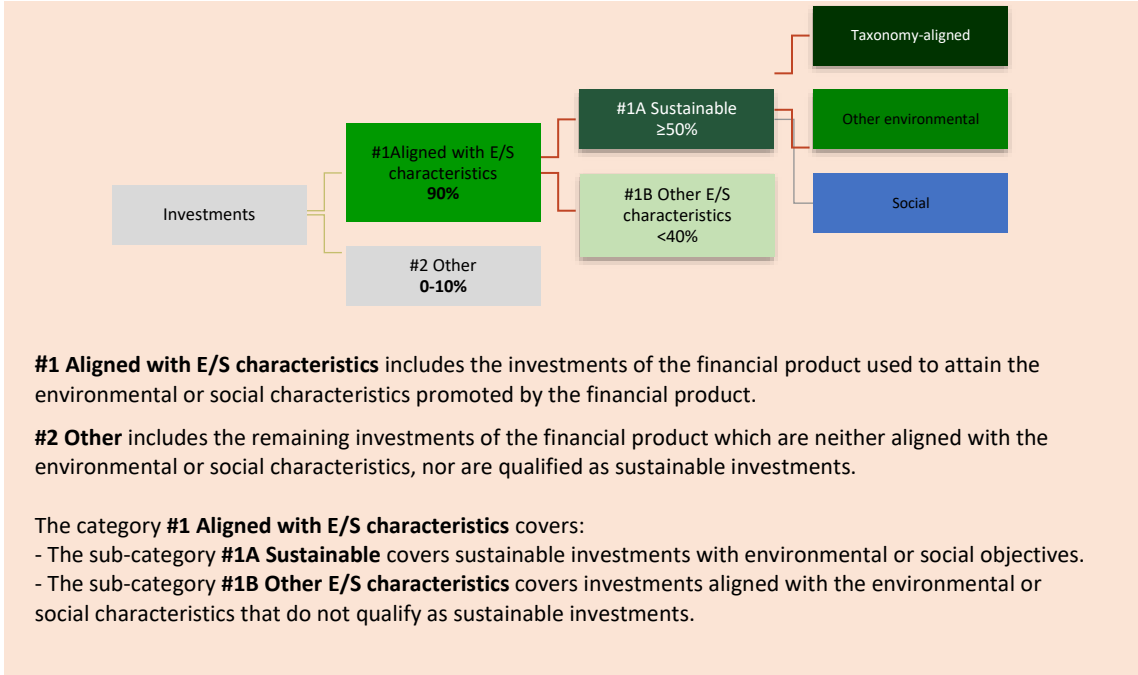 Taxonomy-aligned
#1A Sustainable
≥50%
Other environmental
#1Aligned with E/S
characteristics
90%
#1B Other E/S
characteristics
<40%
Social
Investments
#2 Other
0-10%
#1 Aligned with E/S characteristics includes the investments of the financial product used to attain the
environmental or social characteristics promoted by the financial product.
#2 Other includes the remaining investments of the financial product which are neither aligned with the
environmental or social characteristics, nor are qualified as sustainable investments.
The category #1 Aligned with E/S characteristics covers:
- The sub-category #1A Sustainable covers sustainable investments with environmental or social objectives.
- The sub-category #1B Other E/S characteristics covers investments aligned with the environmental or
social characteristics that do not qualify as sustainable investments.